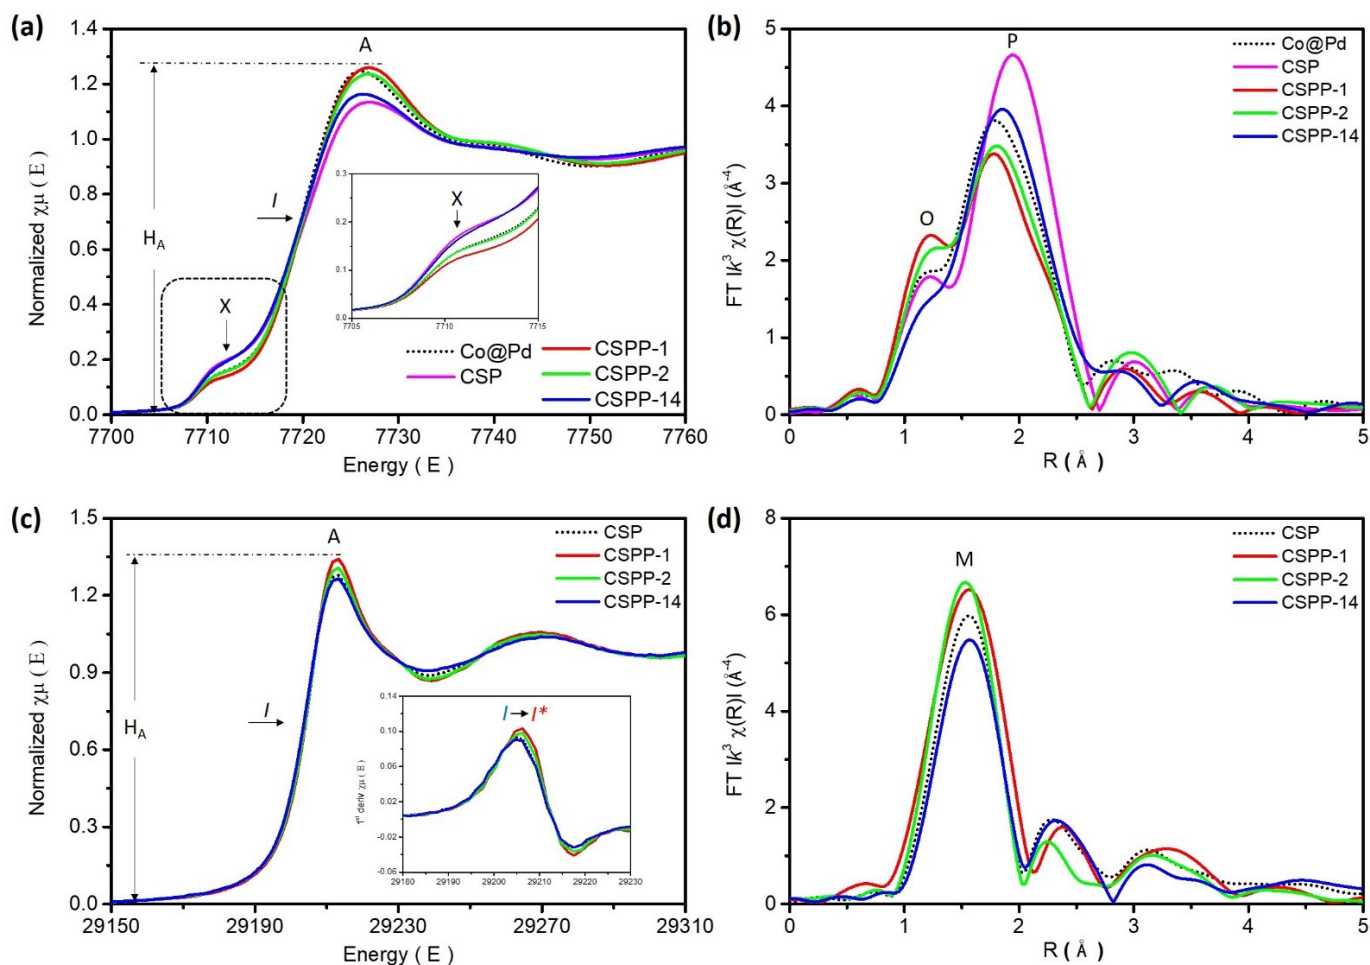 (a)
1.4
1.2
1.0
0.8
0.6
0.4
0.2
0.0
Normalized χμ ( E )
A
I
H_A
X
0.3
0.2
0.1
0.0
X
7705
7710
7715
Co@Pd
CSP
CSPP-1
CSPP-2
CSPP-14
7700
7710
7720
7730
7740
7750
7760
Energy ( E )
(b)
5
4
3
2
1
0
FT |k³ χ(R)| (Å⁻⁴)
O
P
Co@Pd
CSP
CSPP-1
CSPP-2
CSPP-14
0
1
2
3
4
5
R ( Å )
(c)
1.5
1.2
0.9
0.6
0.3
0.0
Normalized χμ ( E )
A
I
H_A
CSP
CSPP-1
CSPP-2
CSPP-14
0.14
0.10
0.06
0.02
-0.02
-0.06
1st deriv χμ ( E )
I → I*
29180
29190
29200
29210
29220
29230
29150
29190
29230
29270
29310
Energy ( E )
(d)
8
6
4
2
0
FT |k³ χ(R)| (Å⁻⁴)
M
CSP
CSPP-1
CSPP-2
CSPP-14
0
1
2
3
4
5
R ( Å )